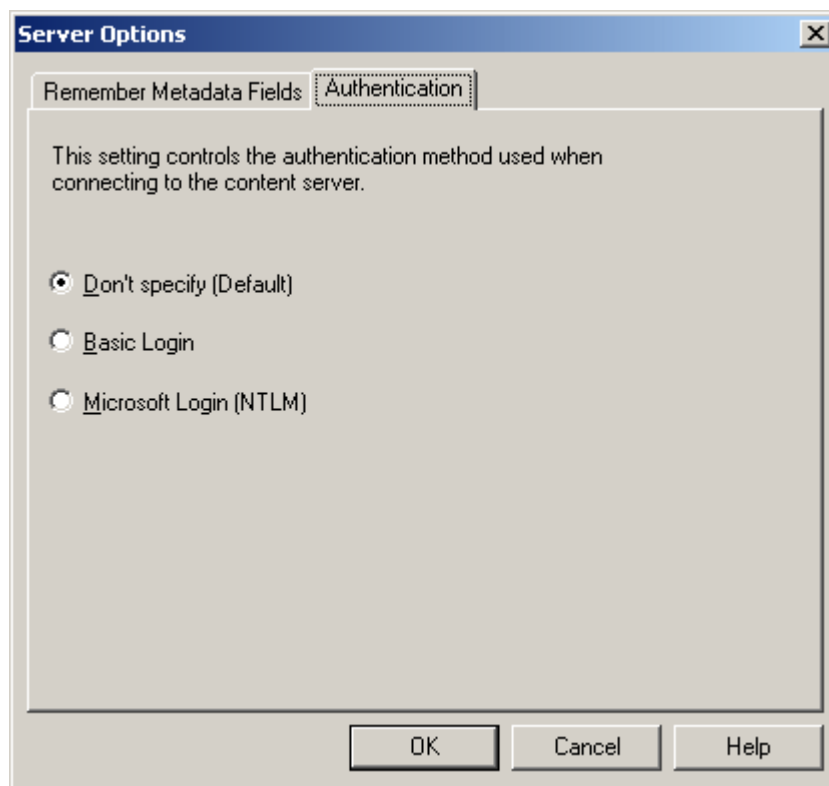 Server Options
Remember Metadata Fields Authentication
This setting controls the authentication method used when
connecting to the content server.
Don't specify (Default)
Basic Login
Microsoft Login (NTLM)
OK Cancel Help